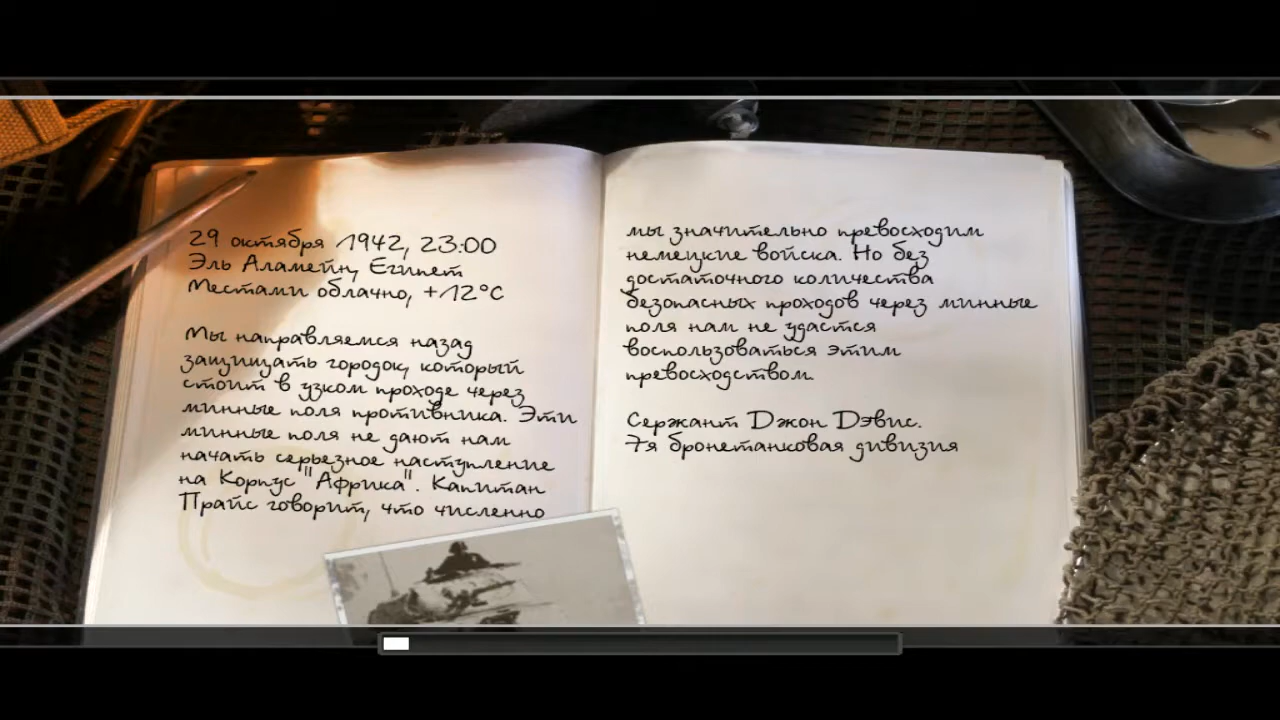 29 октября 1942, 23:00
Эль Аламейн, Египет
Местами облачно, +12°C
Мы направляемся назад
защищать городок, который
стоит в узком проходе через
минные поля противника. Эти
минные поля не дают нам
начать серьезное наступление
на Корпус "Африка". Капитан
Прайс говорит, что численно
мы значительно превосходим
немецкие войска. Но без
достаточного количества
безопасных проходов через минные
поля нам не удастся
воспользоваться этим
превосходством.
Сержант Джон Дэвис.
7я бронетанковая дивизия